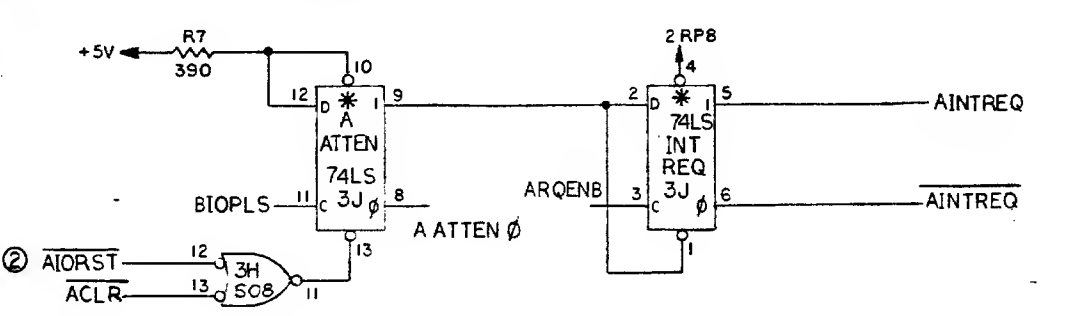 R7
+5V
390
10
12 D * 1 9
A
ATTEN
74LS
3J
BIOPLS 11 C Ø 8
A ATTEN Ø
13
② AIORST 12
3H
S08
ACLR 13
11
2 RP8
4
2 D * 1 5
AINTREQ
74LS
INT
REQ
3J
ARQENB 3 C Ø 6
AINTREQ
1